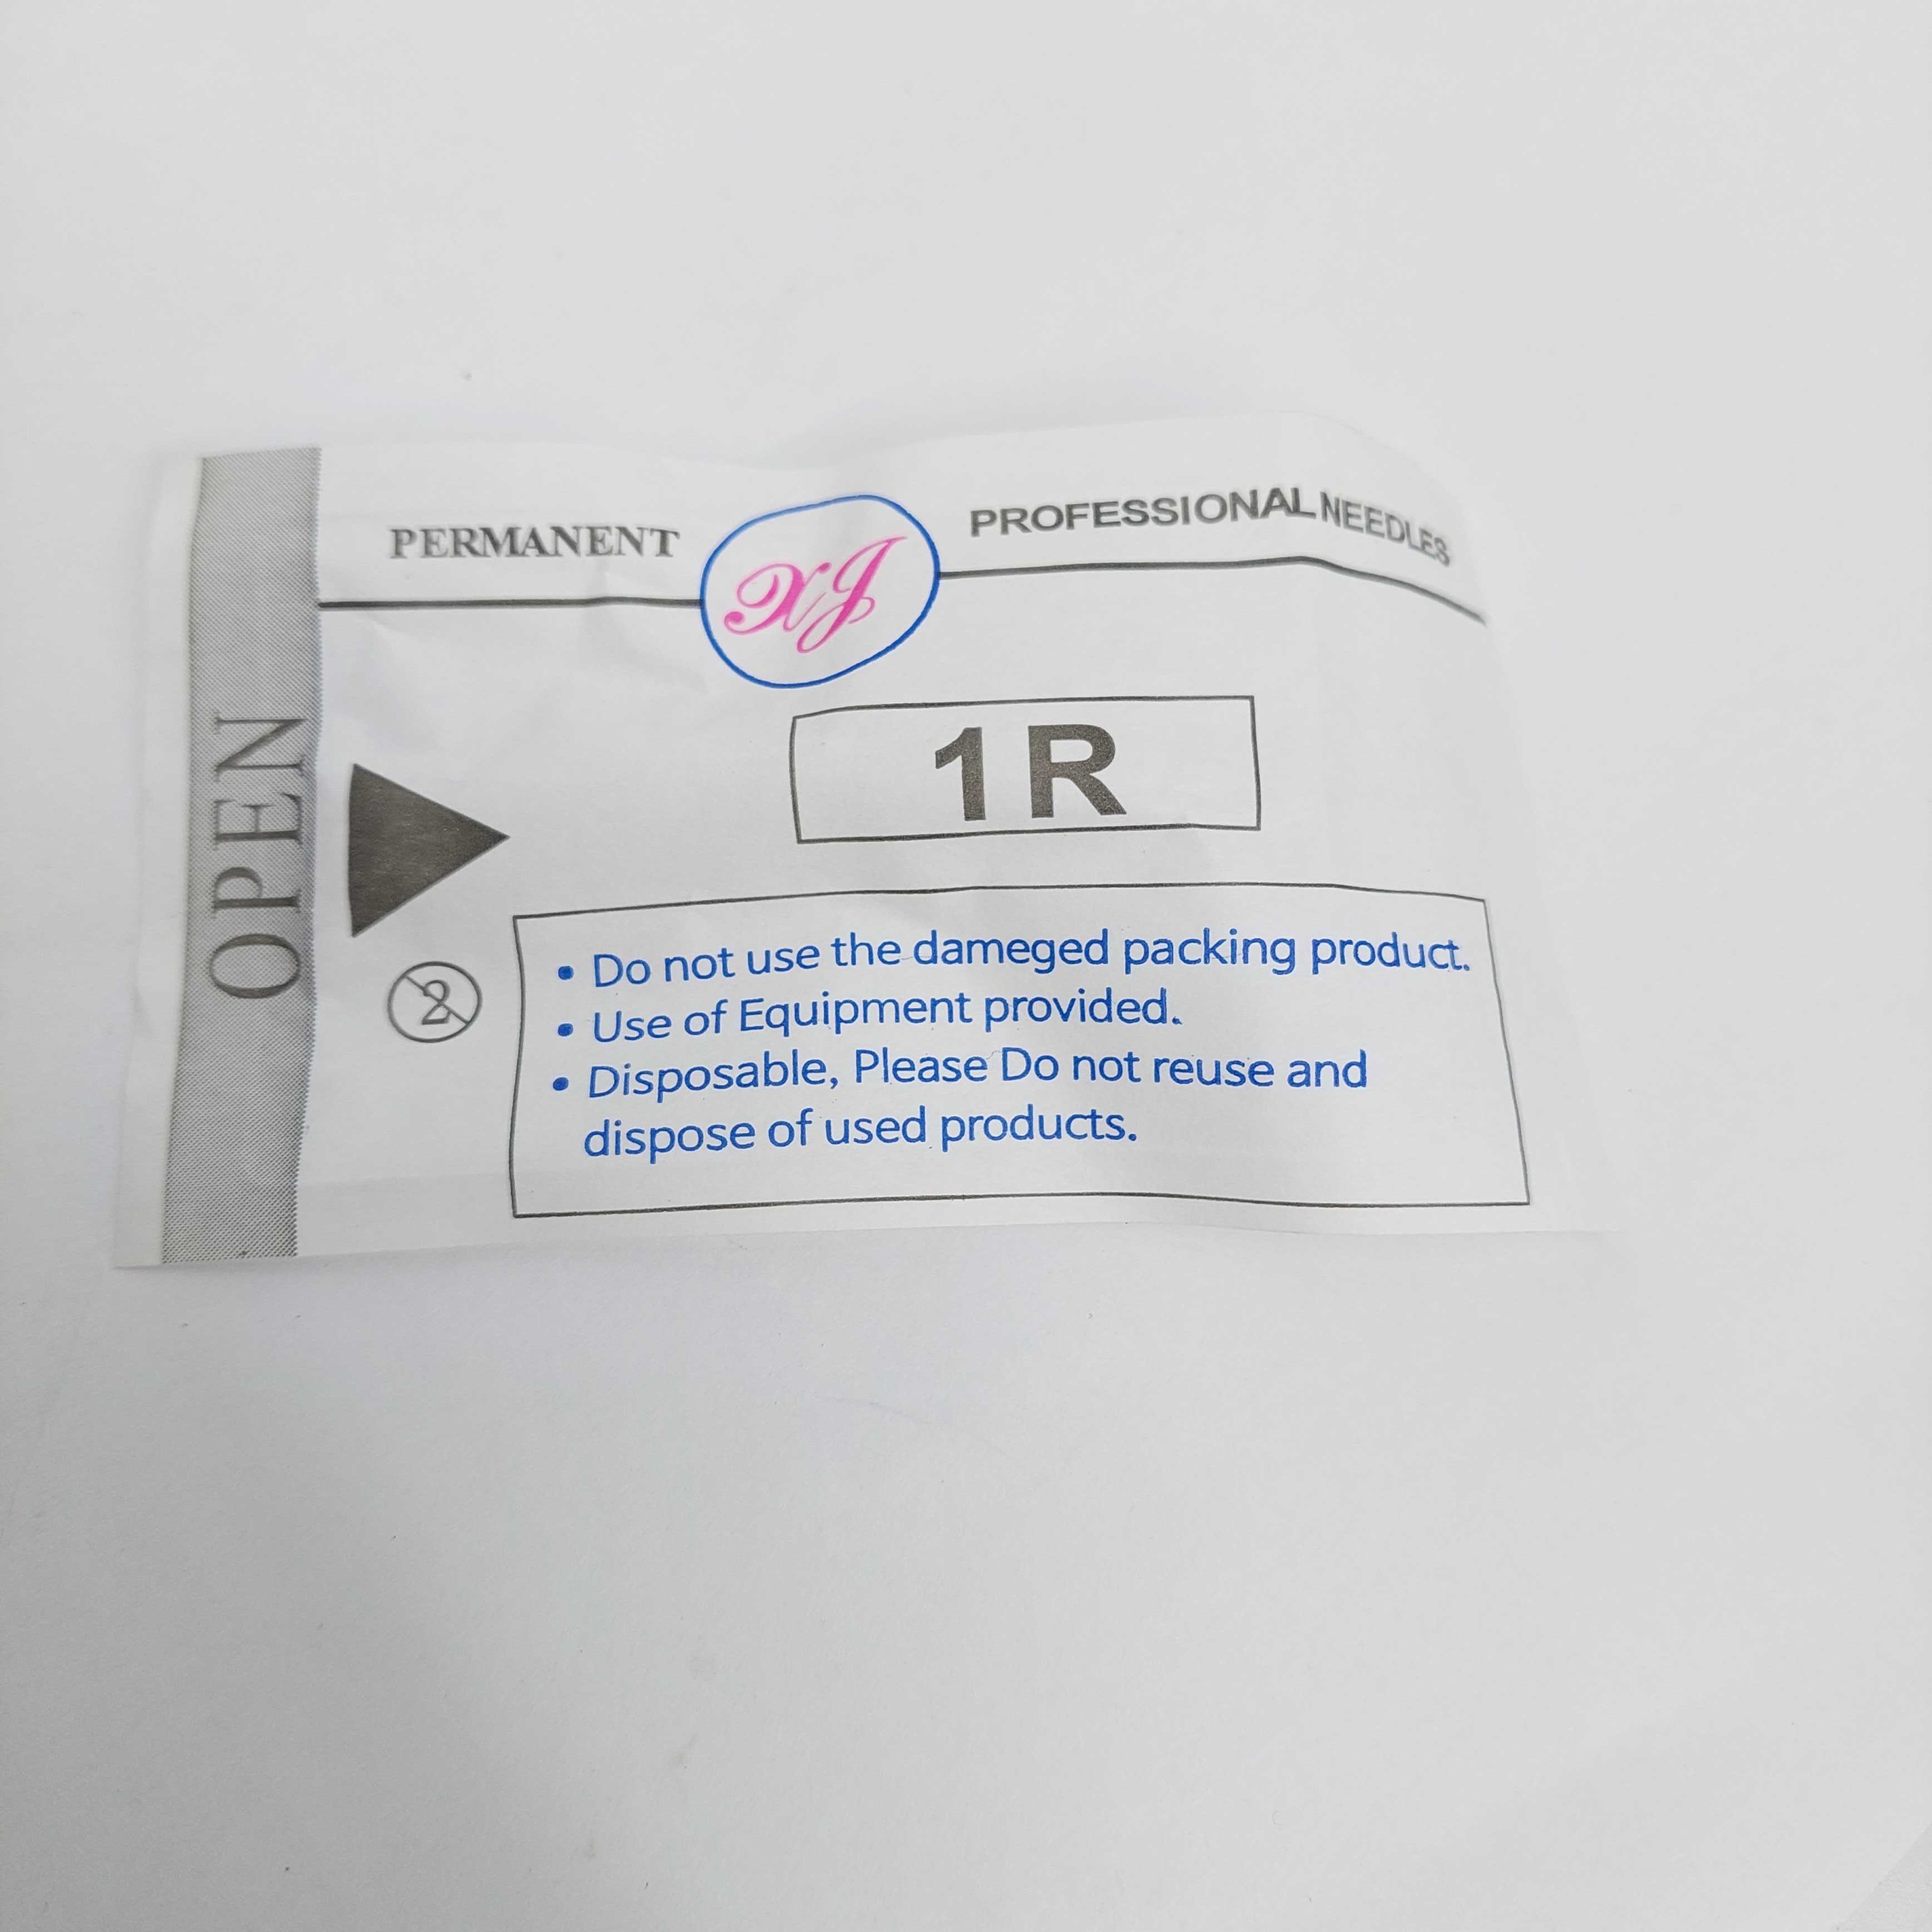 PERMANENT
XJ
PROFESSIONAL NEEDLES
OPEN
1R
2
• Do not use the dameged packing product.
• Use of Equipment provided.
• Disposable, Please Do not reuse and
dispose of used products.